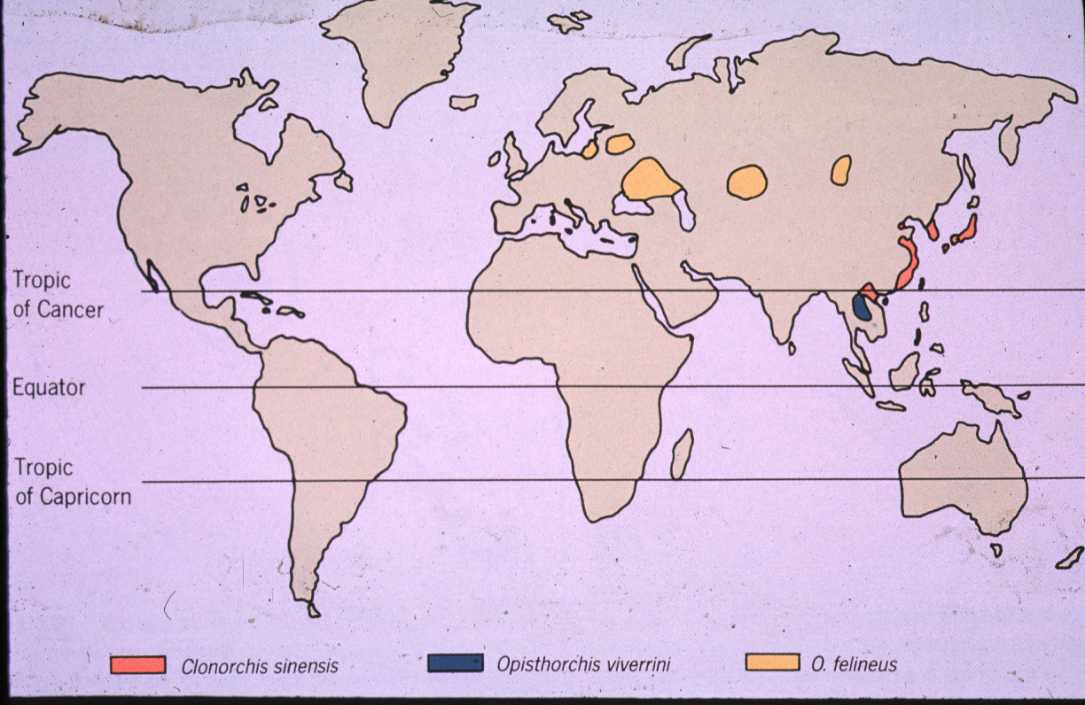 Tropic
of Cancer
Equator
Tropic
of Capricorn
Clonorchis sinensis
Opisthorchis viverrini
O. felineus